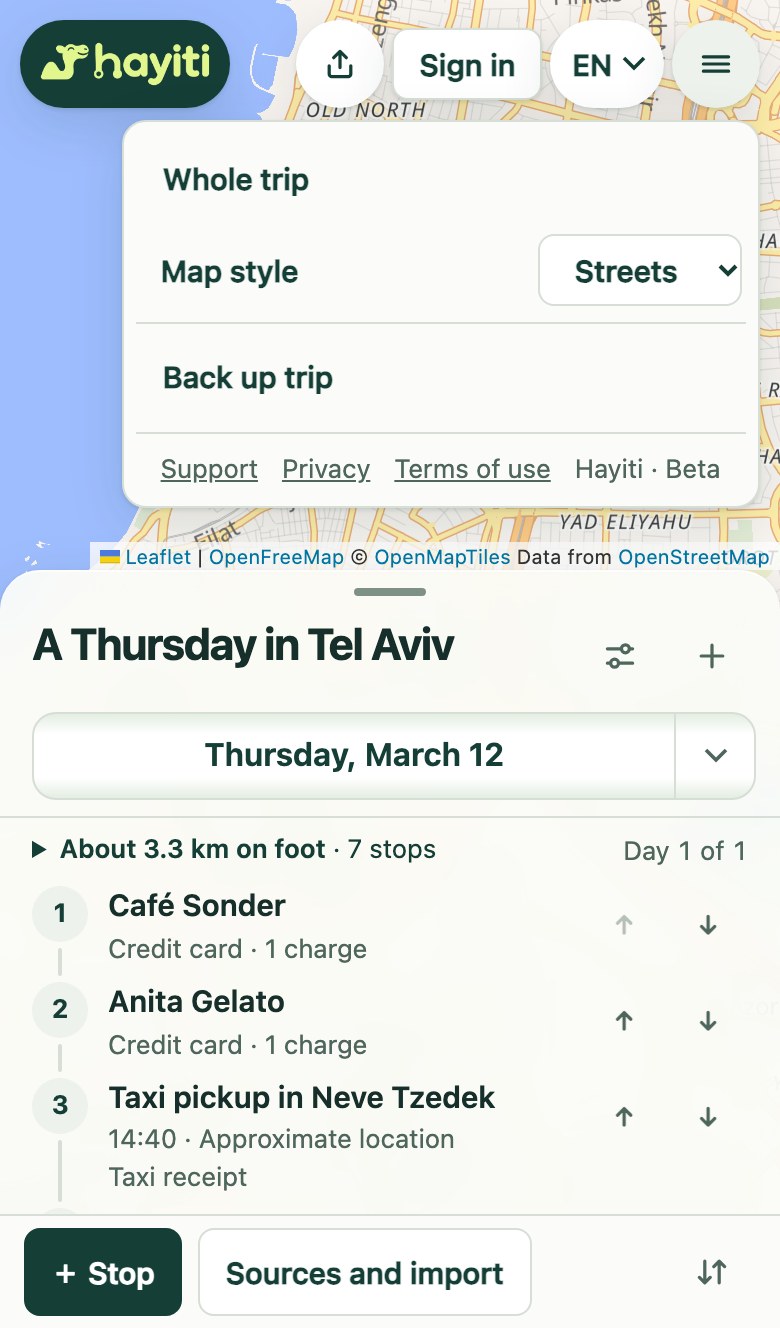 hayiti
Sign in
EN
OLD NORTH
Whole trip
Map style
Streets
Back up trip
Support Privacy Terms of use Hayiti · Beta
Eilat
YAD ELIYAHU
Leaflet | OpenFreeMap © OpenMapTiles Data from OpenStreetMap
A Thursday in Tel Aviv
Thursday, March 12
About 3.3 km on foot · 7 stops
Day 1 of 1
1
Café Sonder
Credit card · 1 charge
2
Anita Gelato
Credit card · 1 charge
3
Taxi pickup in Neve Tzedek
14:40 · Approximate location
Taxi receipt
+ Stop
Sources and import